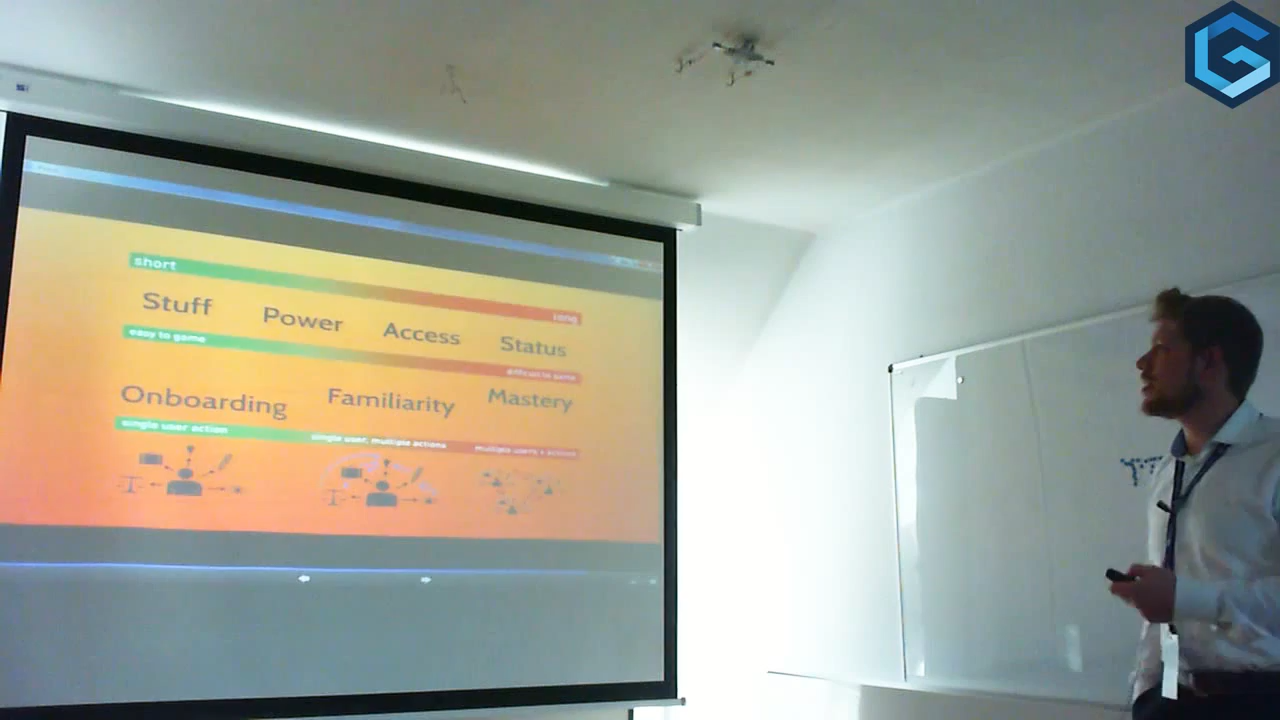 short
long
Stuff Power Access Status
easy to game
difficult to game
Onboarding Familiarity Mastery
single user action
single user, multiple actions
multiple users + actions